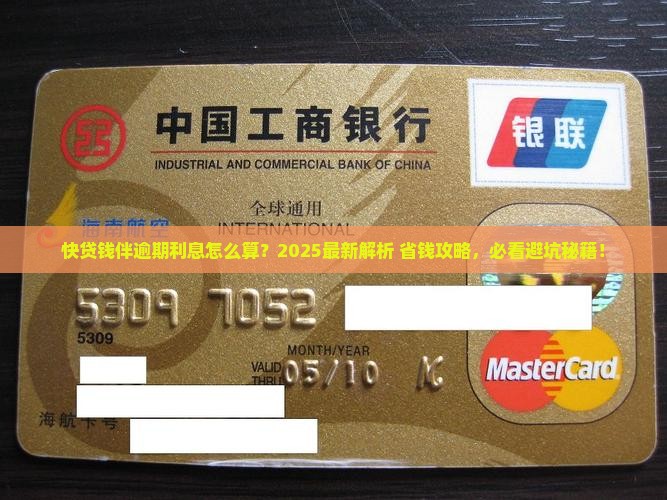 中国工商银行
INDUSTRIAL AND COMMERCIAL BANK OF CHINA
银联
全球通用
海南航空
INTERNATIONAL
快贷钱伴逾期利息怎么算？2025最新解析 省钱攻略，必看避坑秘籍！
5309 7052
5309
MONTH/YEAR
VALID THRU 05/10
MasterCard
海航卡号